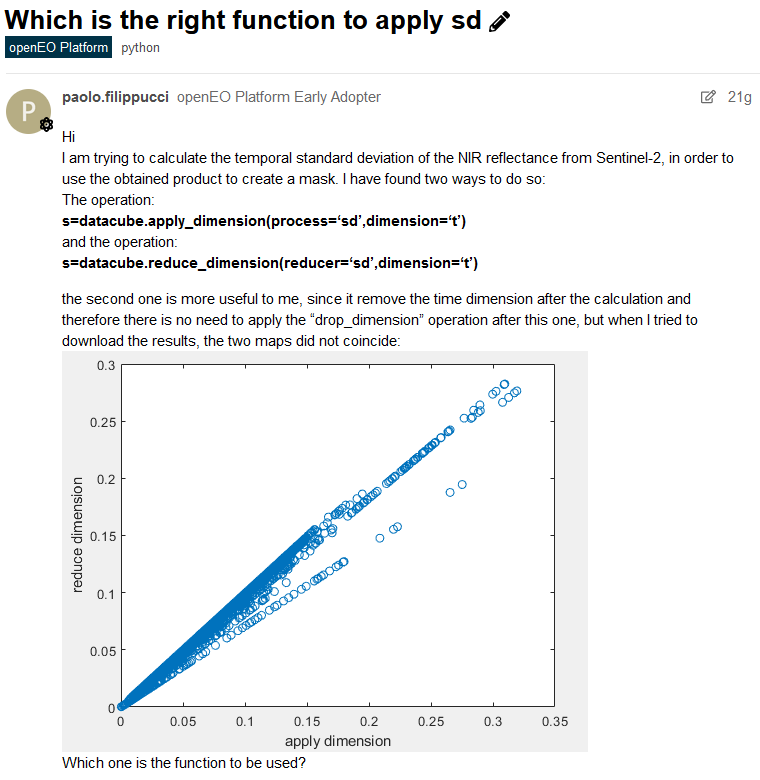 Which is the right function to apply sd
openEO Platform python
P
paolo.filippucci openEO Platform Early Adopter 21g
Hi
I am trying to calculate the temporal standard deviation of the NIR reflectance from Sentinel-2, in order to
use the obtained product to create a mask. I have found two ways to do so:
The operation:
s=datacube.apply_dimension(process=‘sd’,dimension=‘t’)
and the operation:
s=datacube.reduce_dimension(reducer=‘sd’,dimension=‘t’)
the second one is more useful to me, since it remove the time dimension after the calculation and
therefore there is no need to apply the “drop_dimension” operation after this one, but when I tried to
download the results, the two maps did not coincide:
0.3
0.25
0.2
0.15
0.1
0.05
0
reduce dimension
0 0.05 0.1 0.15 0.2 0.25 0.3 0.35
apply dimension
Which one is the function to be used?